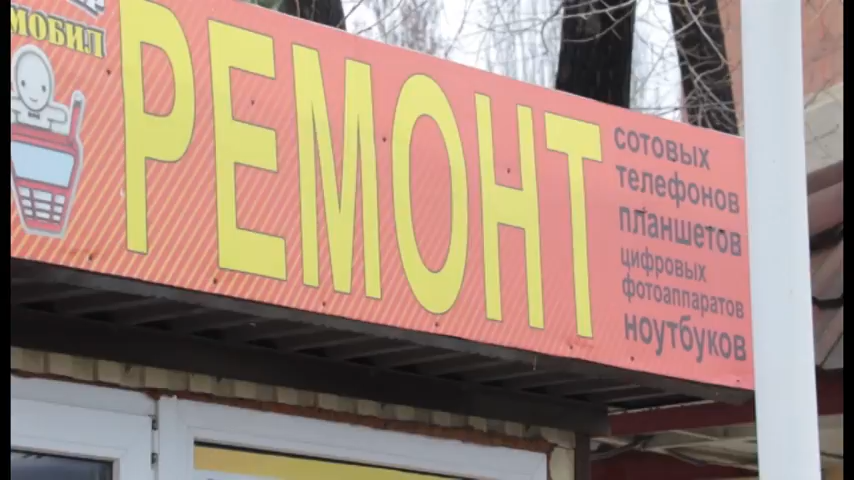 МОБИЛ
РЕМОНТ
сотовых
телефонов
планшетов
цифровых
фотоаппаратов
ноутбуков